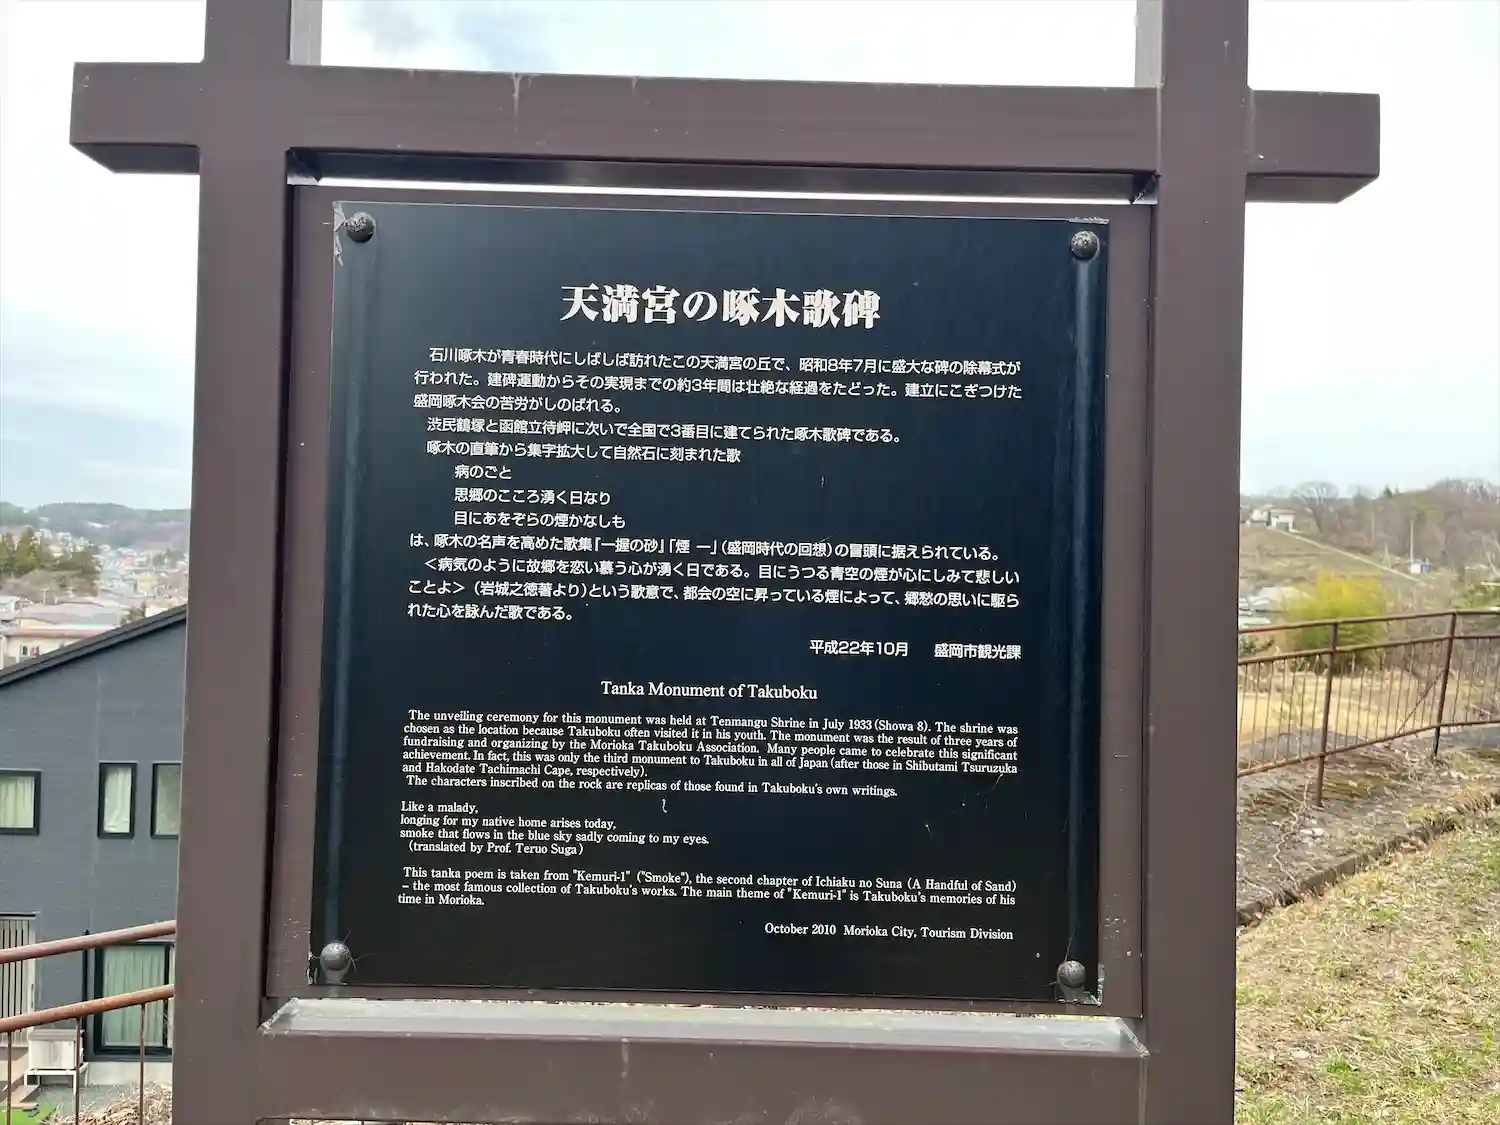 天満宮の啄木歌碑
石川啄木が青春時代にしばしば訪れたこの天満宮の丘で、昭和8年7月に盛大な碑の除幕式が
行われた。建碑運動からその実現までの約3年間は壮絶な経過をたどった。建立にこぎつけた
盛岡啄木会の苦労がしのばれる。
渋民鶴塚と函館立待岬に次いで全国で3番目に建てられた啄木歌碑である。
啄木の直筆から集字拡大して自然石に刻まれた歌
病のごと
思郷のこころ湧く日なり
目にあをぞらの煙かなしも
は、啄木の名声を高めた歌集『一握の砂』「煙 一」（盛岡時代の回想）の冒頭に据えられている。
＜病気のように故郷を恋い慕う心が湧く日である。目にうつる青空の煙が心にしみて悲しい
ことよ＞（岩城之徳著より）という歌意で、都会の空に昇っている煙によって、郷愁の思いに駆ら
れた心を詠んだ歌である。
平成22年10月 盛岡市観光課
Tanka Monument of Takuboku
The unveiling ceremony for this monument was held at Tenmangu Shrine in July 1933 (Showa 8). The shrine was
chosen as the location because Takuboku often visited it in his youth. The monument was the result of three years of
fundraising and organizing by the Morioka Takuboku Association. Many people came to celebrate this significant
achievement. In fact, this was only the third monument to Takuboku in all of Japan (after those in Shibutami Tsuruzuka
and Hakodate Tachimachi Cape, respectively).
The characters inscribed on the rock are replicas of those found in Takuboku's own writings.
Like a malady,
longing for my native home arises today,
smoke that flows in the blue sky sadly coming to my eyes.
(translated by Prof. Teruo Suga)
This tanka poem is taken from "Kemuri-1" ("Smoke"), the second chapter of Ichiaku no Suna (A Handful of Sand)
– the most famous collection of Takuboku's works. The main theme of "Kemuri-1" is Takuboku's memories of his
time in Morioka.
October 2010 Morioka City, Tourism Division